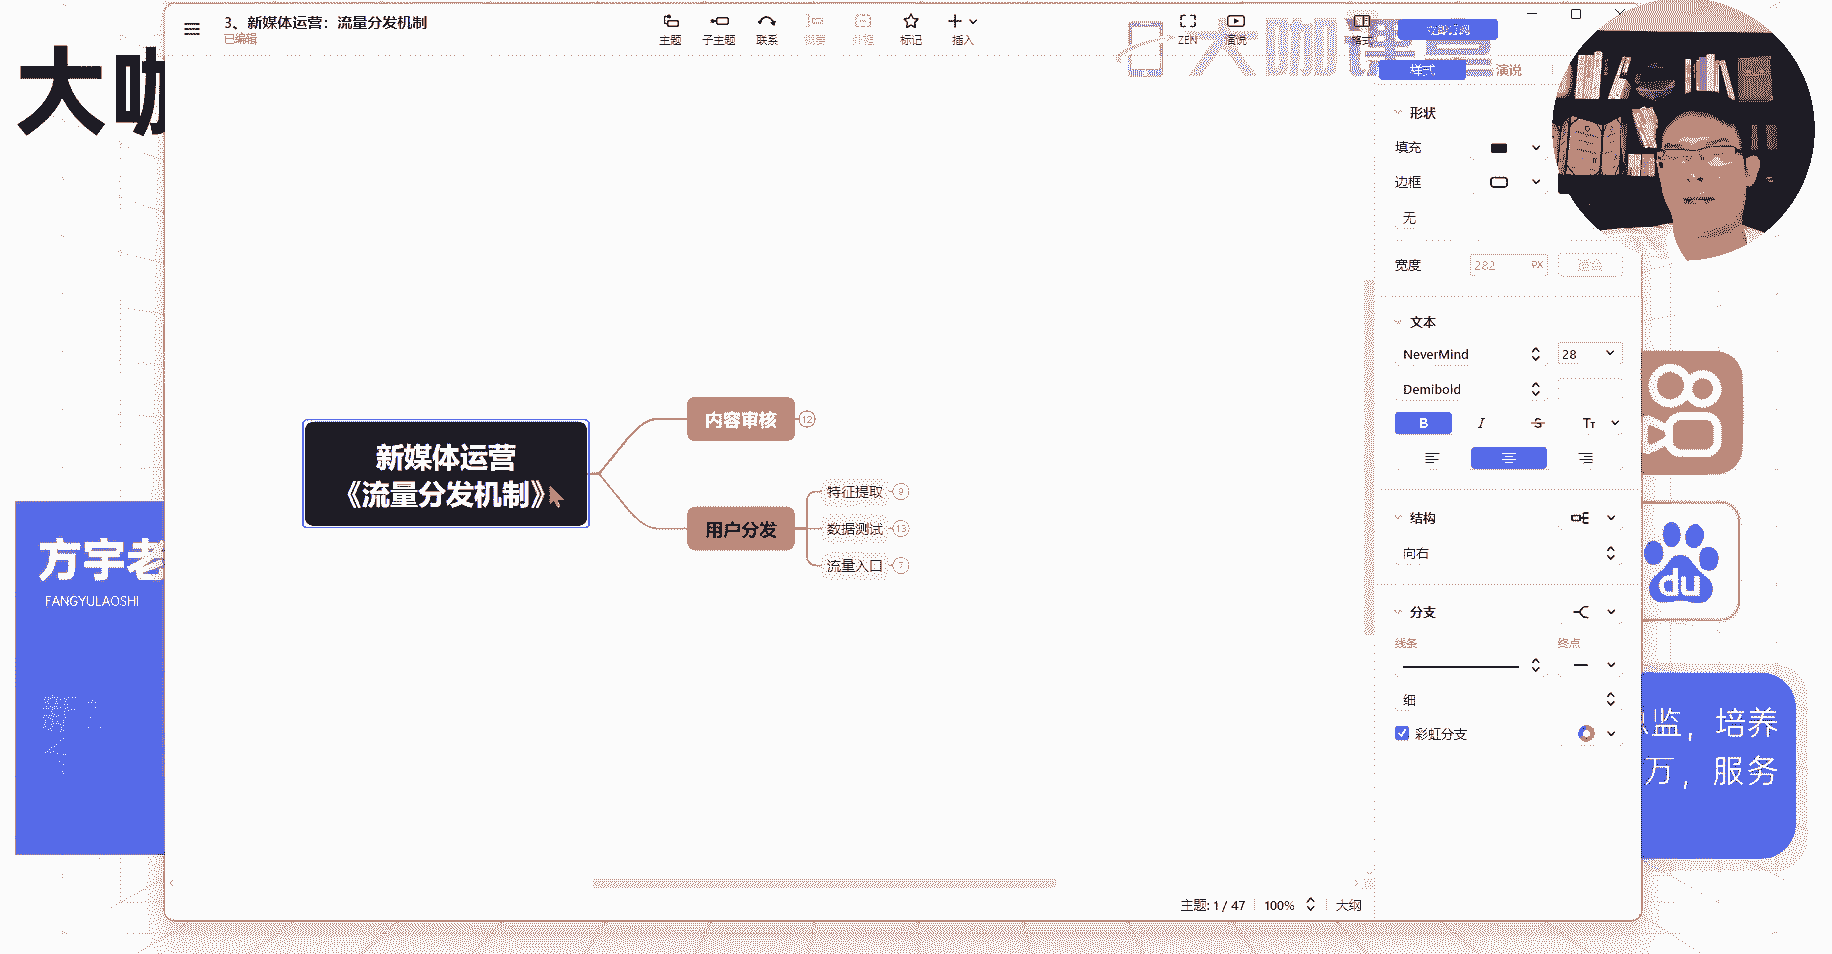 3、新媒体运营：流量分发机制
已编辑
主题
子主题
联系
概要
外框
标记
插入
ZEN
演说
格式
大咖课堂
大咖
样式
演说
形状
填充
边框
无
宽度
282
PX
文本
NeverMind
28
Demibold
B
I
S
TT
结构
向右
分支
线条
终点
细
彩虹分支
新媒体运营
《流量分发机制》
内容审核
12
用户分发
特征提取
9
数据测试
13
流量入口
7
方宇老
FANGYULAOSHI
du
监，培养
万，服务
主题: 1 / 47
100%
大纲